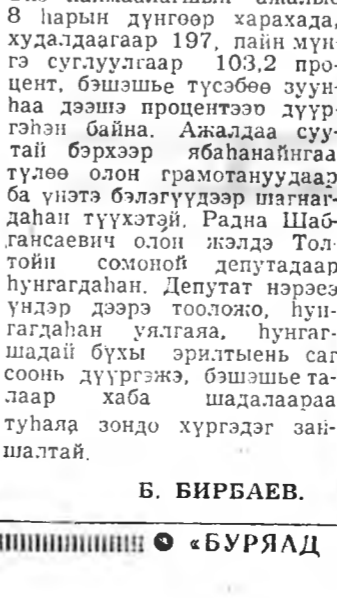 8 һарын дүнгөөр харахада,
худалдаагаар 197, пайн мүн-
гэ суглуулгаар 103,2 про-
цент, бэшэшье түсэбөө зуун-
һаа дээшэ процентээр дүүр-
гэһэн байна. Ажалдаа суу-
тай бэрхээр ябаһанайнгаа
түлөө олон грамотануудаар
ба үнэтэ бэлэгүүдээр шагнаг-
даһан түүхэтэй. Радна Шаб-
гансаевич олон жэлдэ Тол-
тойн сомоной депутадаар
һунгагдаһан. Депутат нэрэеэ
үндэр дээрэ тооложо, һун-
гагдаһан уялгаяа, һунгаг-
шадай бүхы эрилтыень саг
соонь дүүргэжэ, бэшэшье та-
лаар хаба шадалаараа
туһаяа зондо хүргэдэг зан-
шалтай.
Б. БИРБАЕВ.
«БУРЯАД